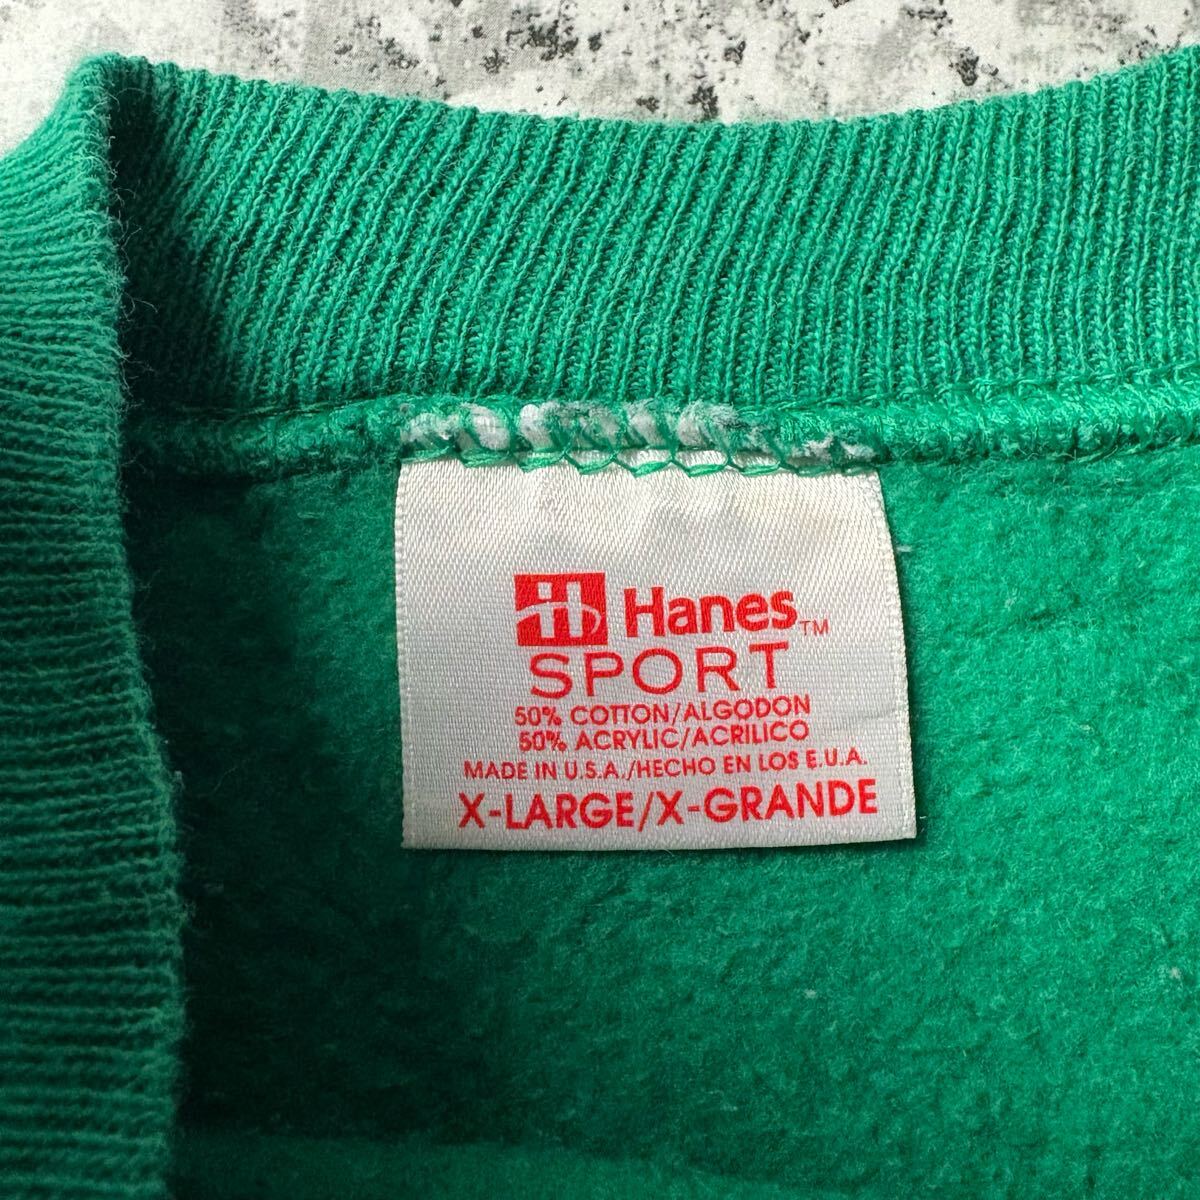 Hanes™
SPORT
50% COTTON/ALGODON
50% ACRYLIC/ACRILICO
MADE IN U.S.A./HECHO EN LOS E.U.A.
X-LARGE/X-GRANDE